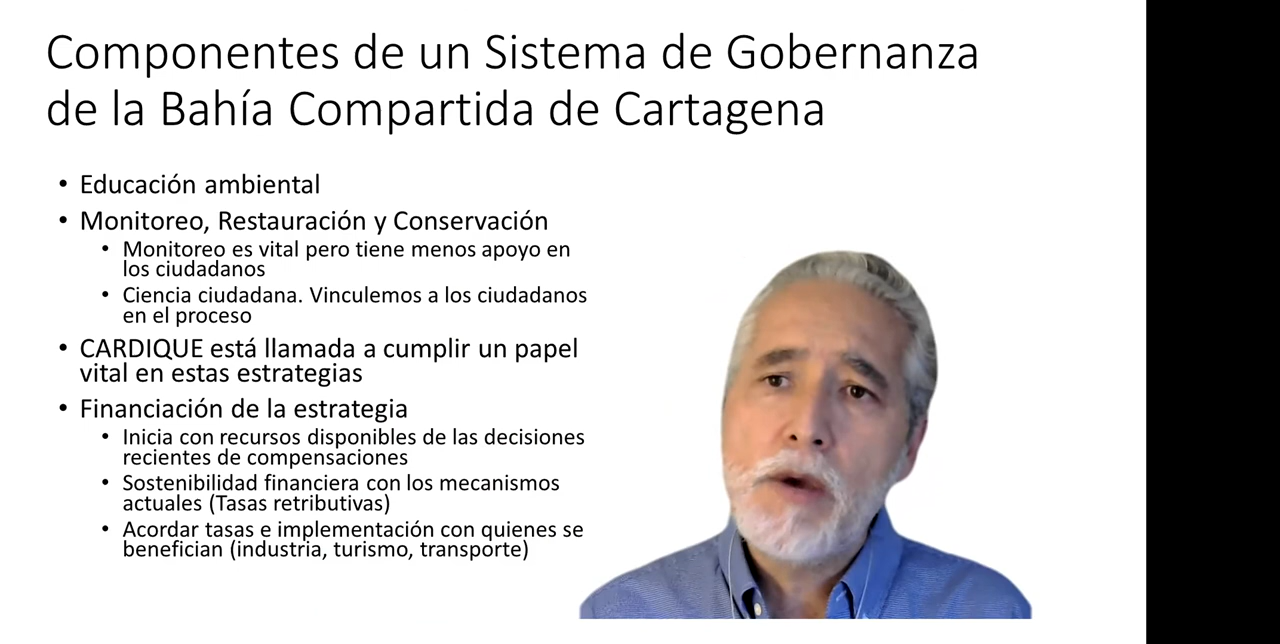 Componentes de un Sistema de Gobernanza
de la Bahía Compartida de Cartagena
• Educación ambiental
• Monitoreo, Restauración y Conservación
• Monitoreo es vital pero tiene menos apoyo en
los ciudadanos
• Ciencia ciudadana. Vinculemos a los ciudadanos
en el proceso
• CARDIQUE está llamada a cumplir un papel
vital en estas estrategias
• Financiación de la estrategia
• Inicia con recursos disponibles de las decisiones
recientes de compensaciones
• Sostenibilidad financiera con los mecanismos
actuales (Tasas retributivas)
• Acordar tasas e implementación con quienes se
benefician (industria, turismo, transporte)